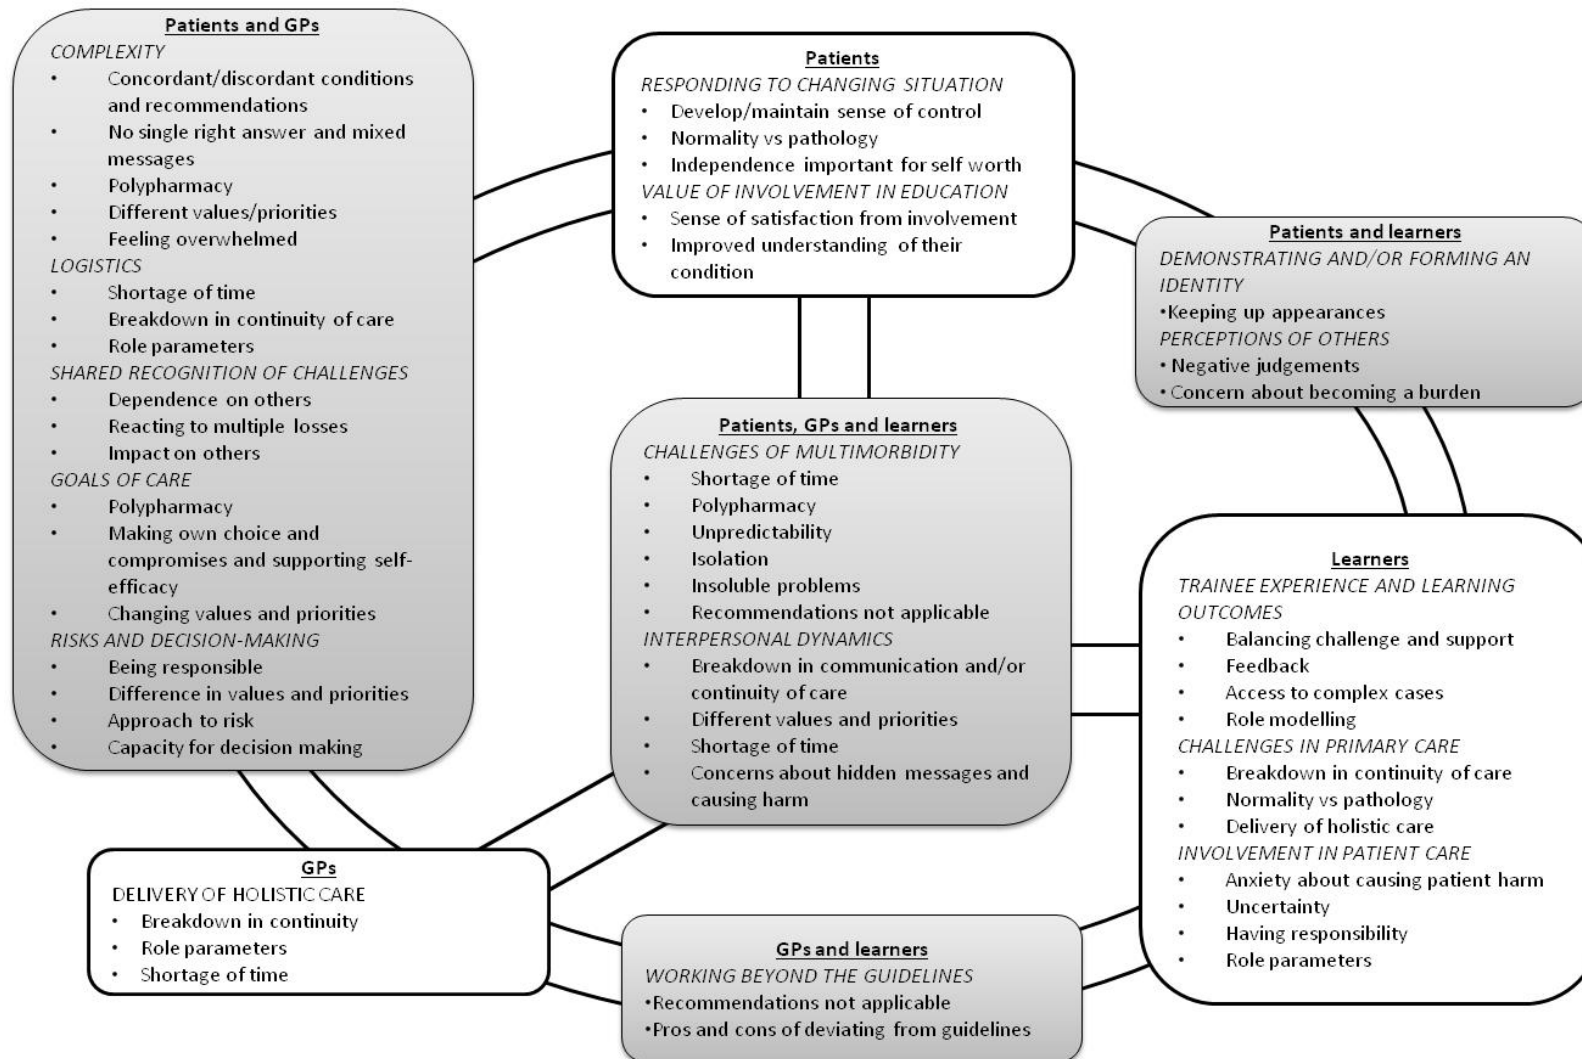 Patients and GPs
COMPLEXITY
• Concordant/discordant conditions
and recommendations
• No single right answer and mixed
messages
• Polypharmacy
• Different values/priorities
• Feeling overwhelmed
LOGISTICS
• Shortage of time
• Breakdown in continuity of care
• Role parameters
SHARED RECOGNITION OF CHALLENGES
• Dependence on others
• Reacting to multiple losses
• Impact on others
GOALS OF CARE
• Polypharmacy
• Making own choice and
compromises and supporting self-
efficacy
• Changing values and priorities
RISKS AND DECISION-MAKING
• Being responsible
• Difference in values and priorities
• Approach to risk
• Capacity for decision making
Patients
RESPONDING TO CHANGING SITUATION
• Develop/maintain sense of control
• Normality vs pathology
• Independence important for self worth
VALUE OF INVOLVEMENT IN EDUCATION
• Sense of satisfaction from involvement
• Improved understanding of their
condition
Patients and learners
DEMONSTRATING AND/OR FORMING AN
IDENTITY
•Keeping up appearances
PERCEPTIONS OF OTHERS
• Negative judgements
• Concern about becoming a burden
Patients, GPs and learners
CHALLENGES OF MULTIMORBIDITY
• Shortage of time
• Polypharmacy
• Unpredictability
• Isolation
• Insoluble problems
• Recommendations not applicable
INTERPERSONAL DYNAMICS
• Breakdown in communication and/or
continuity of care
• Different values and priorities
• Shortage of time
• Concerns about hidden messages and
causing harm
Learners
TRAINEE EXPERIENCE AND LEARNING
OUTCOMES
• Balancing challenge and support
• Feedback
• Access to complex cases
• Role modelling
CHALLENGES IN PRIMARY CARE
• Breakdown in continuity of care
• Normality vs pathology
• Delivery of holistic care
INVOLVEMENT IN PATIENT CARE
• Anxiety about causing patient harm
• Uncertainty
• Having responsibility
• Role parameters
GPs
DELIVERY OF HOLISTIC CARE
• Breakdown in continuity
• Role parameters
• Shortage of time
GPs and learners
WORKING BEYOND THE GUIDELINES
•Recommendations not applicable
•Pros and cons of deviating from guidelines